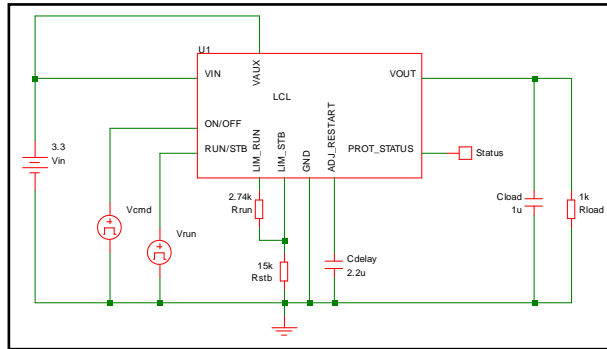 U1
VIN
VAUX
VOUT
LCL
ON/OFF
RUN/STB
LIM_RUN
LIM_STB
GND
ADJ_RESTART
PROT_STATUS
Status
3.3
Vin
Vcmd
Vrun
2.74k
Rrun
15k
Rstb
Cdelay
2.2u
Cload
1u
1k
Rload